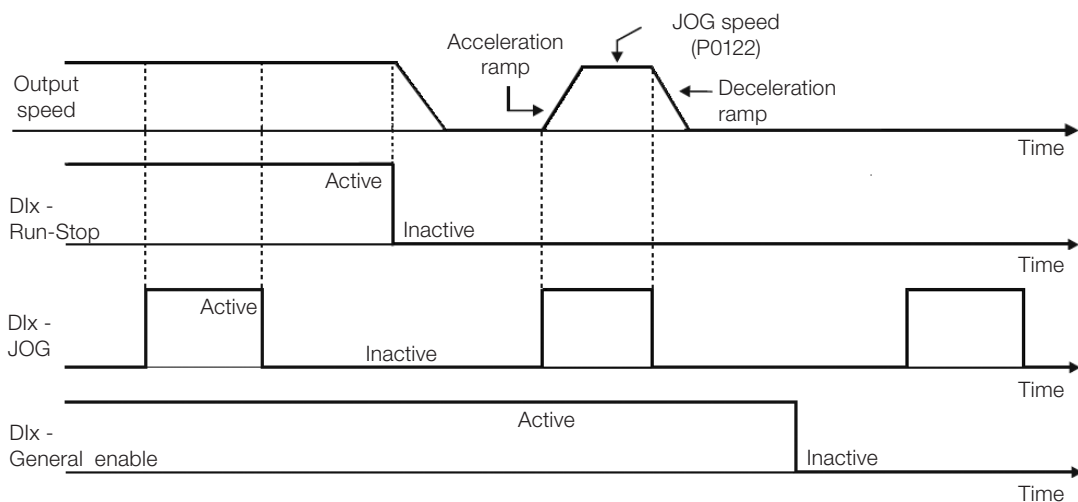 JOG speed
(P0122)
Acceleration
ramp
Output
speed
Deceleration
ramp
Time
Active
DIx -
Run-Stop
Inactive
Time
Active
DIx -
JOG
Inactive
Time
Active
DIx -
General enable
Inactive
Time